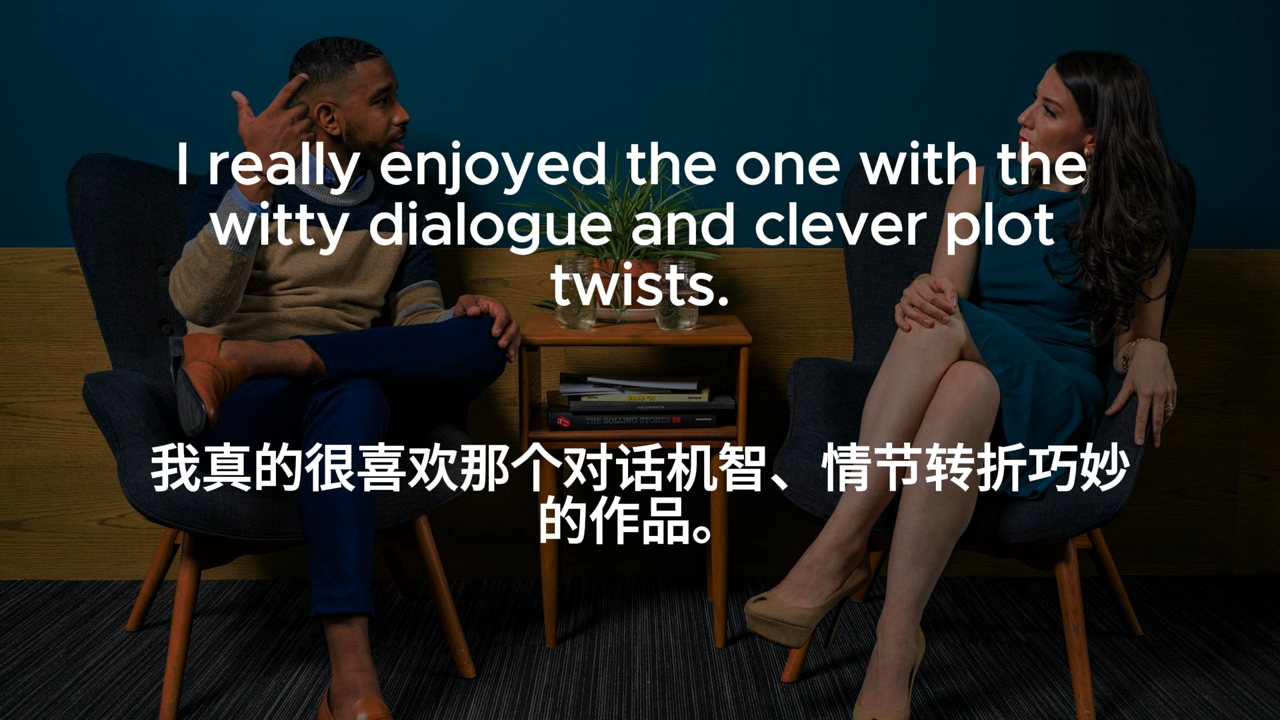 I really enjoyed the one with the
witty dialogue and clever plot
twists.
THE ROLLING STONES
我真的很喜欢那个对话机智、情节转折巧妙
的作品。